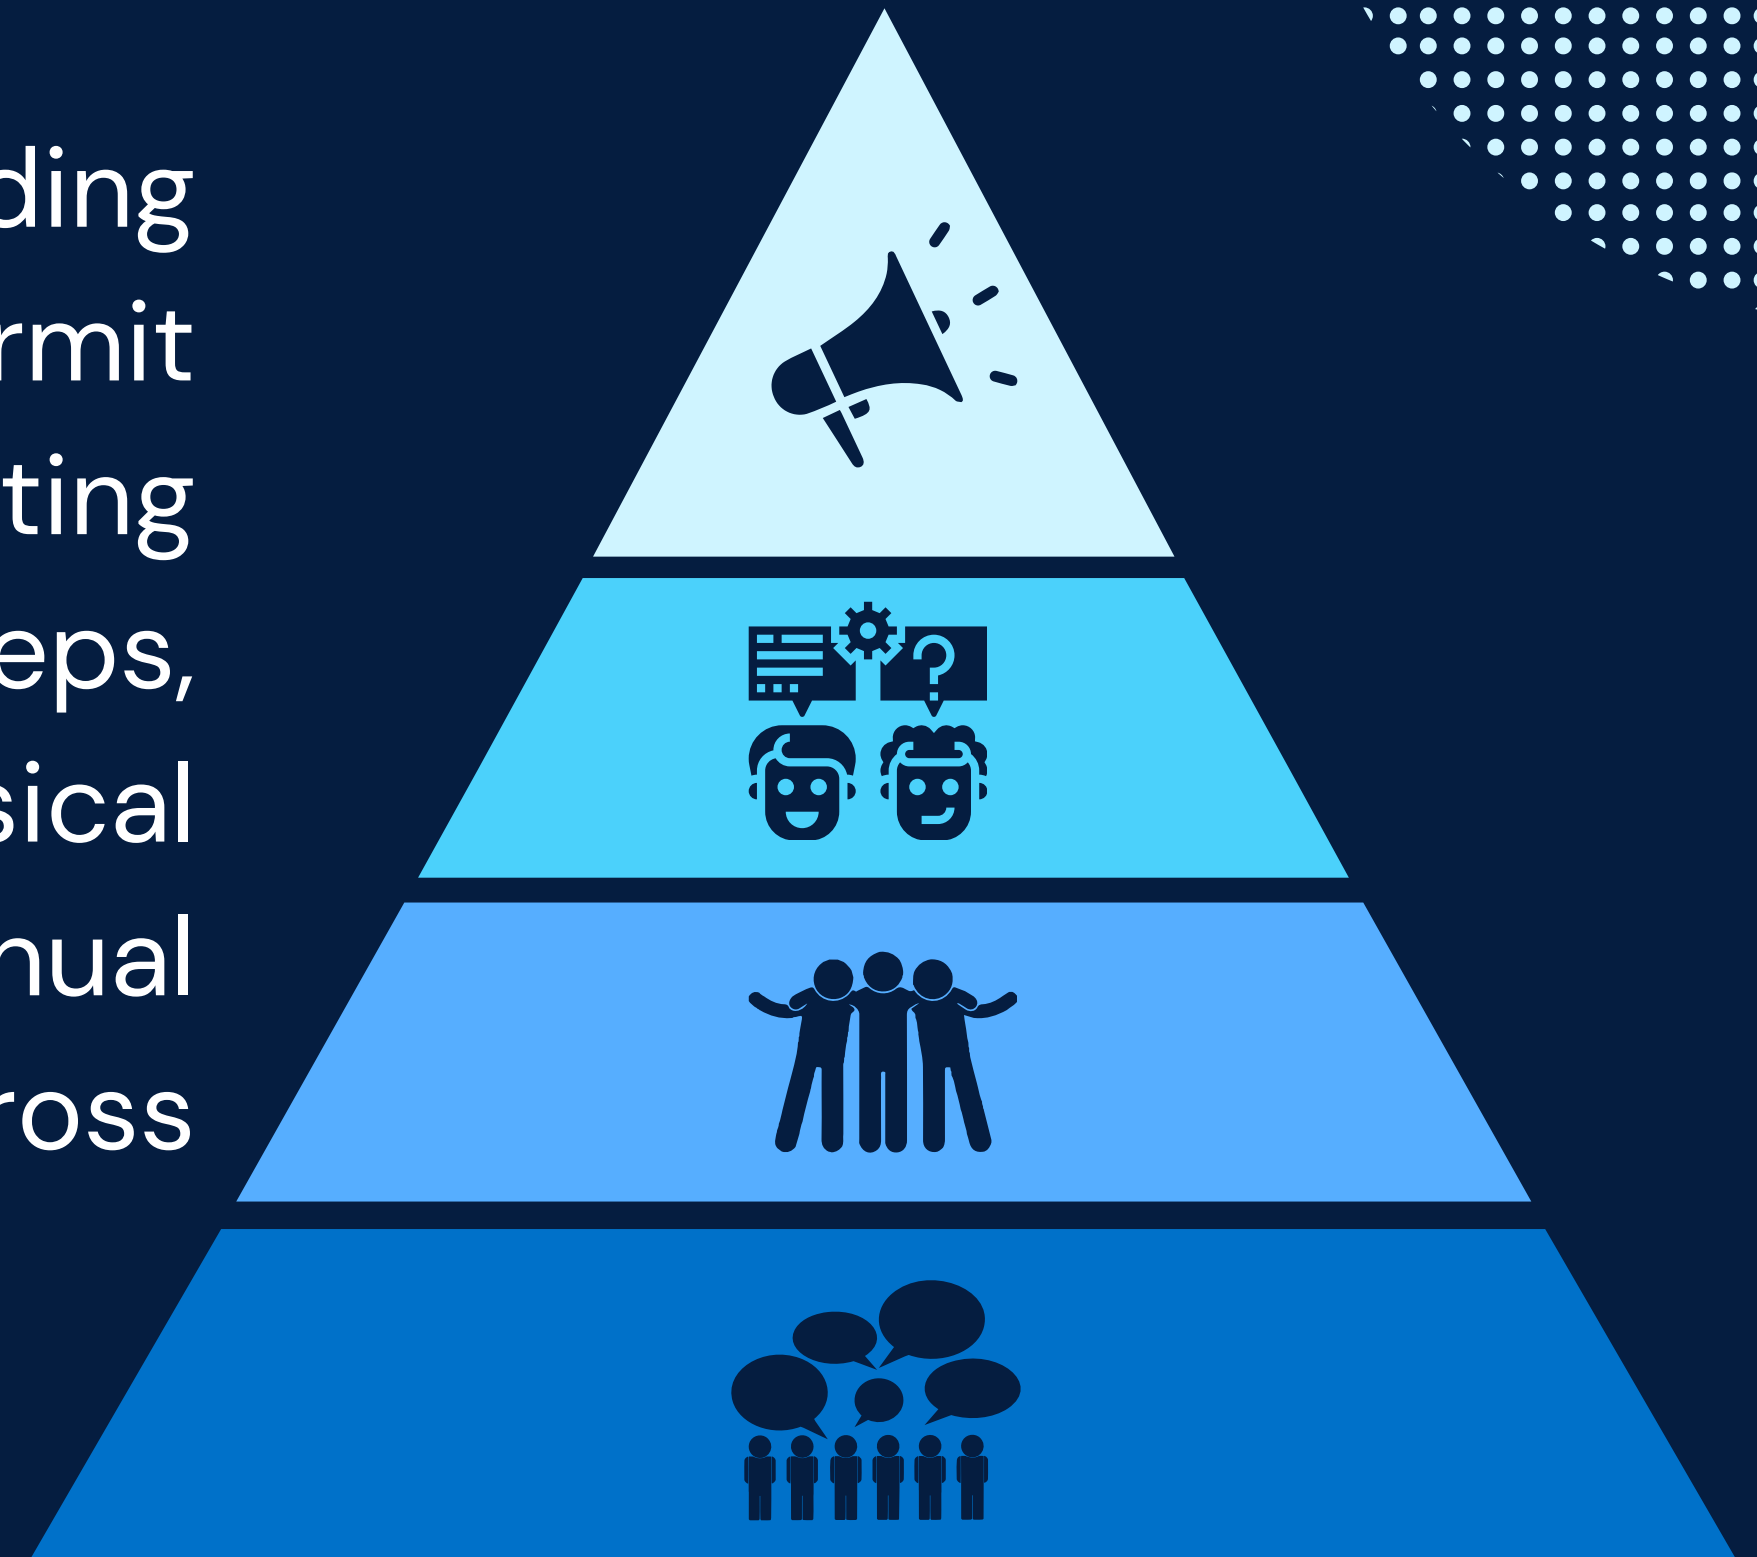 ding
rmit
ting
eps,
sical
nual
ross
?